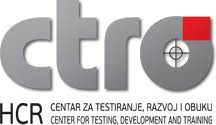 ctro
HCR CENTAR ZA TESTIRANJE, RAZVOJ I OBUKU
CENTER FOR TESTING, DEVELOPMENT AND TRAINING